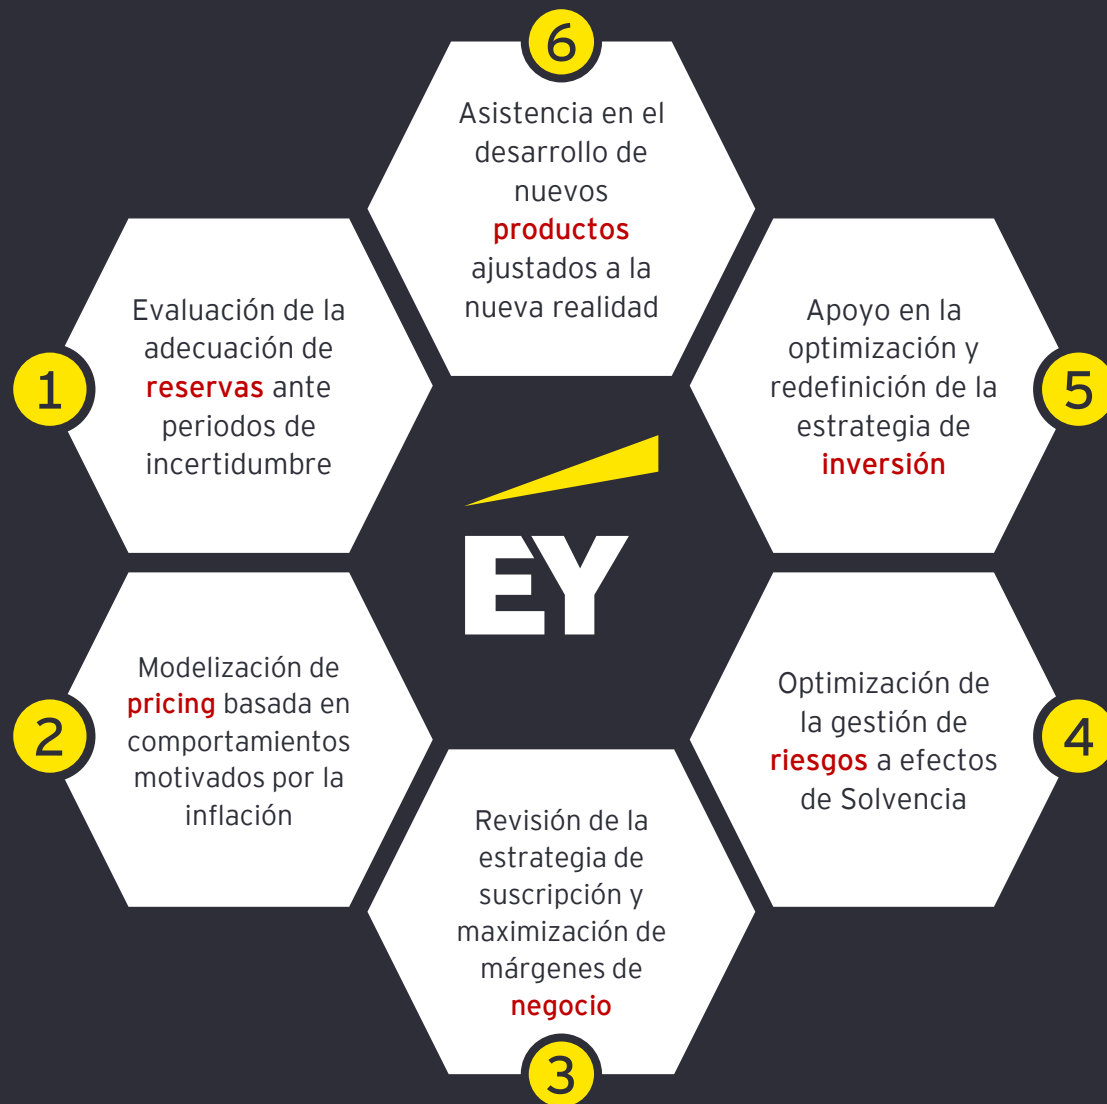 6
Asistencia en el
desarrollo de
nuevos
productos
ajustados a la
nueva realidad
1
Evaluación de la
adecuación de
reservas ante
periodos de
incertidumbre
5
Apoyo en la
optimización y
redefinición de la
estrategia de
inversión
EY
2
Modelización de
pricing basada en
comportamientos
motivados por la
inflación
4
Optimización de
la gestión de
riesgos a efectos
de Solvencia
Revisión de la
estrategia de
suscripción y
maximización de
márgenes de
negocio
3